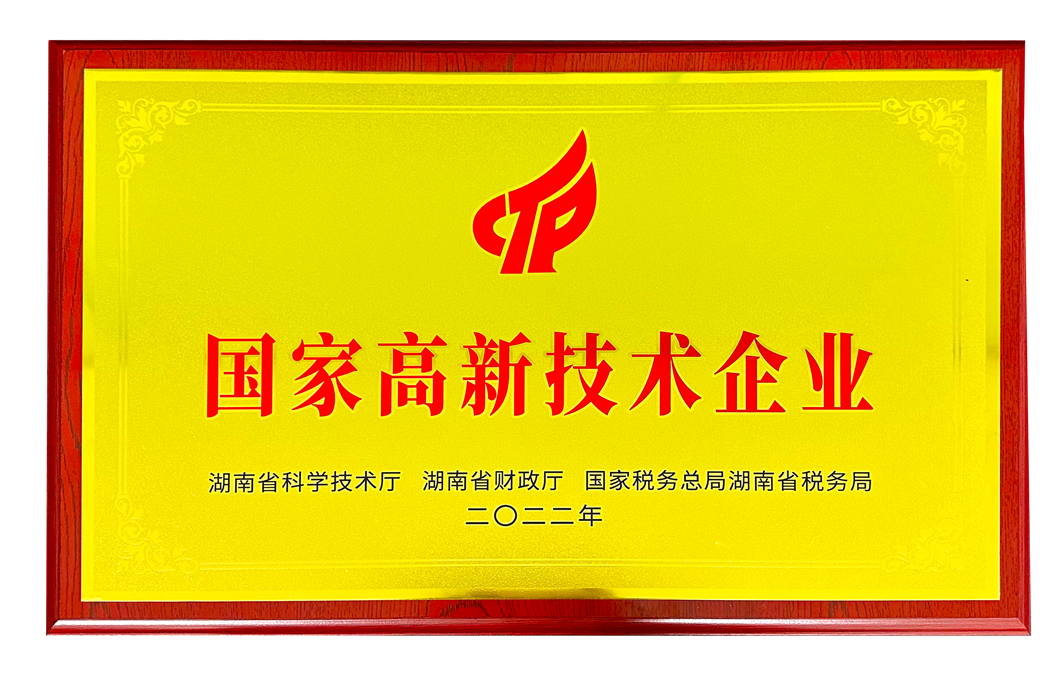 CTP
国家高新技术企业
湖南省科学技术厅 湖南省财政厅 国家税务总局湖南省税务局
二〇二二年